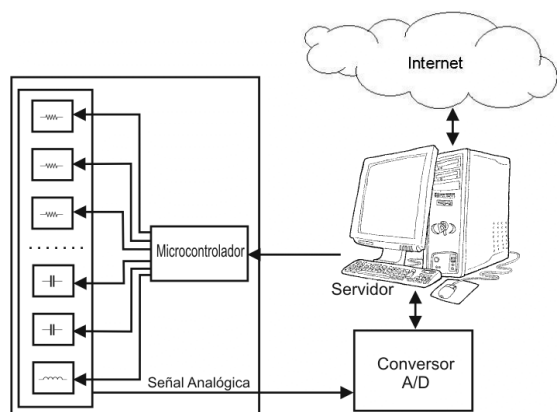 Internet
Microcontrolador
Servidor
Señal Analógica
Conversor
A/D